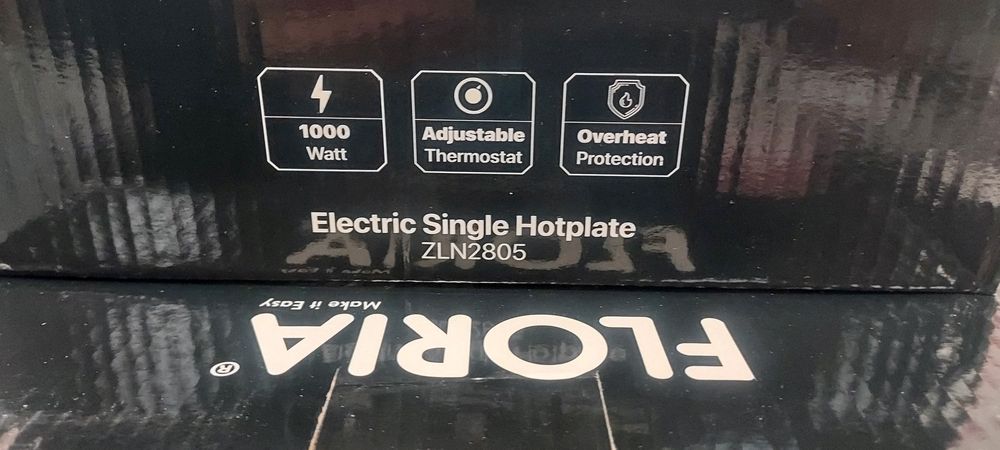 1000
Watt
Adjustable
Thermostat
Overheat
Protection
Electric Single Hotplate
ZLN2805
FLORIA®
Make it Easy